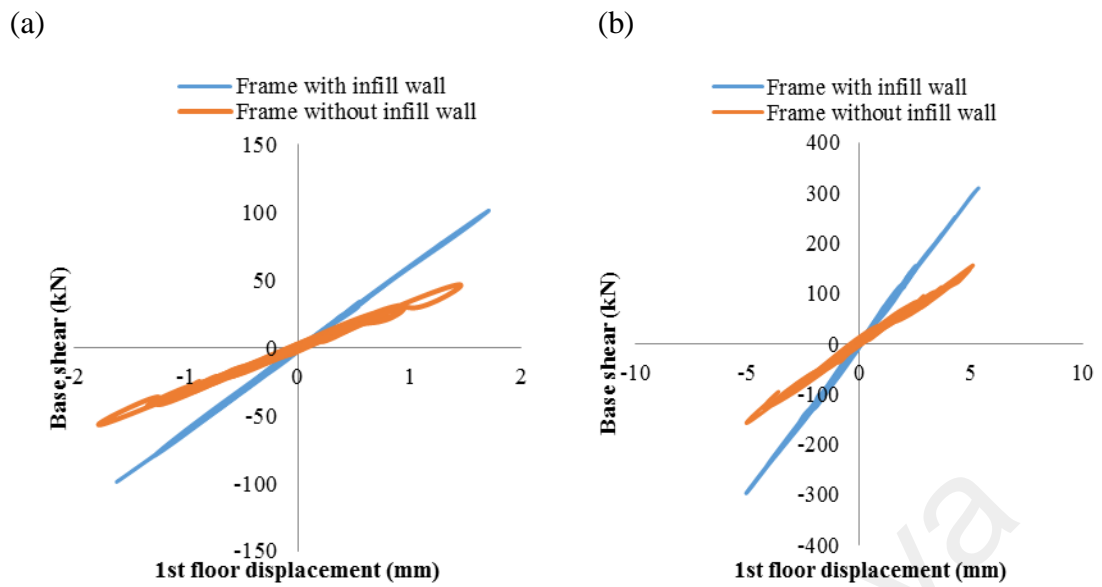 (a)
(b)
Frame with infill wall
Frame without infill wall
150
100
50
0
-50
-100
-150
-2
-1
0
1
2
Base shear (kN)
1st floor displacement (mm)
Frame with infill wall
Frame without infill wall
400
300
200
100
0
-100
-200
-300
-400
-10
-5
0
5
10
Base shear (kN)
1st floor displacement (mm)